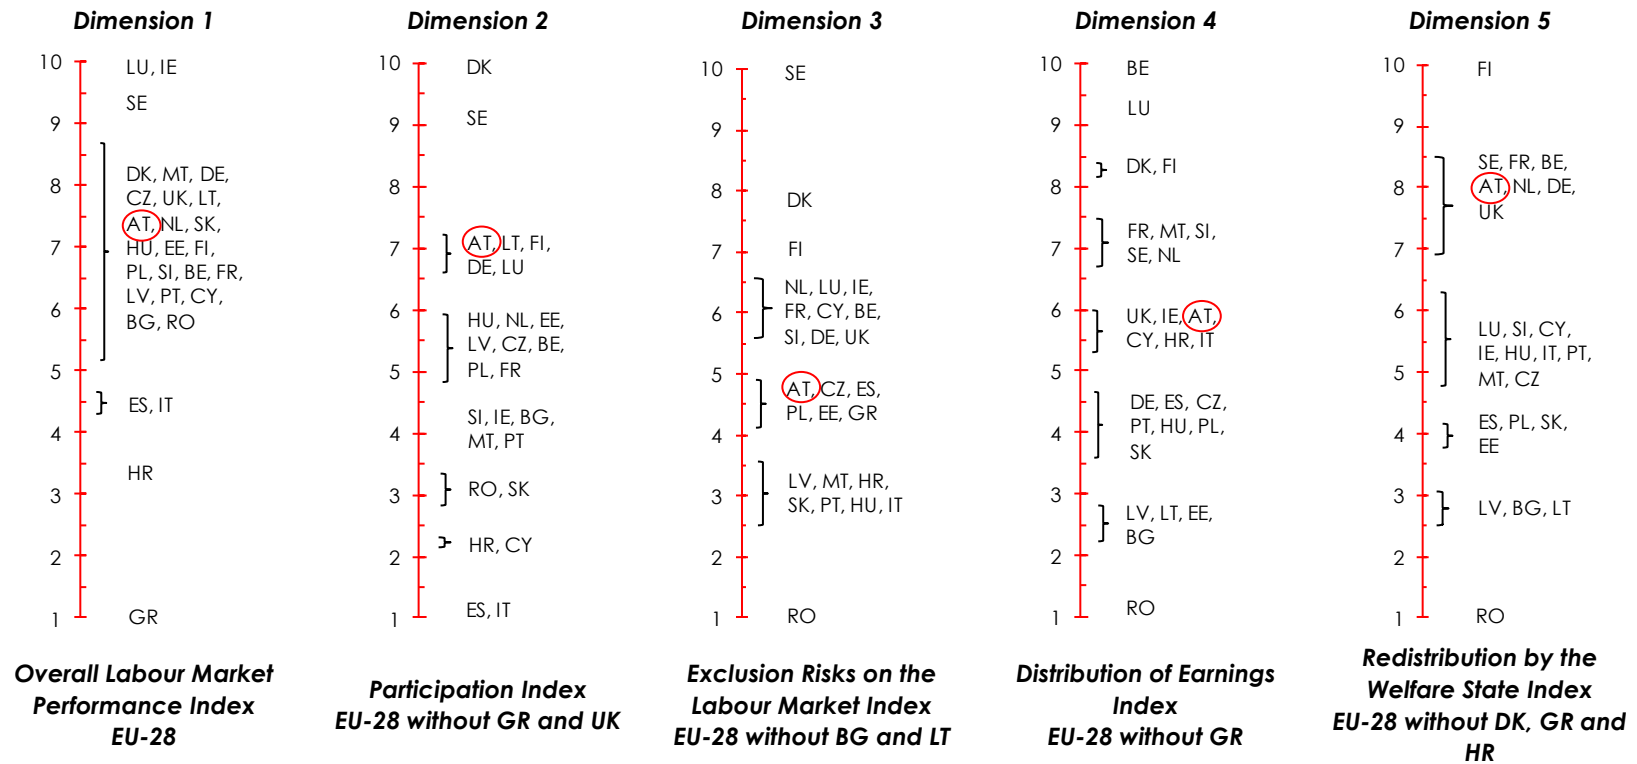 Dimension 1
10
9
8
7
6
5
4
3
2
1
LU, IE
SE
DK, MT, DE,
CZ, UK, LT,
AT, NL, SK,
HU, EE, FI,
PL, SI, BE, FR,
LV, PT, CY,
BG, RO
ES, IT
HR
GR
Overall Labour Market
Performance Index
EU-28
Dimension 2
10
9
8
7
6
5
4
3
2
1
DK
SE
AT, LT, FI,
DE, LU
HU, NL, EE,
LV, CZ, BE,
PL, FR
SI, IE, BG,
MT, PT
RO, SK
HR, CY
ES, IT
Participation Index
EU-28 without GR and UK
Dimension 3
10
9
8
7
6
5
4
3
2
1
SE
DK
FI
NL, LU, IE,
FR, CY, BE,
SI, DE, UK
AT, CZ, ES,
PL, EE, GR
LV, MT, HR,
SK, PT, HU, IT
RO
Exclusion Risks on the
Labour Market Index
EU-28 without BG and LT
Dimension 4
10
9
8
7
6
5
4
3
2
1
BE
LU
DK, FI
FR, MT, SI,
SE, NL
UK, IE, AT,
CY, HR, IT
DE, ES, CZ,
PT, HU, PL,
SK
LV, LT, EE,
BG
RO
Distribution of Earnings
Index
EU-28 without GR
Dimension 5
10
9
8
7
6
5
4
3
2
1
FI
SE, FR, BE,
AT, NL, DE,
UK
LU, SI, CY,
IE, HU, IT, PT,
MT, CZ
ES, PL, SK,
EE
LV, BG, LT
RO
Redistribution by the
Welfare State Index
EU-28 without DK, GR and
HR